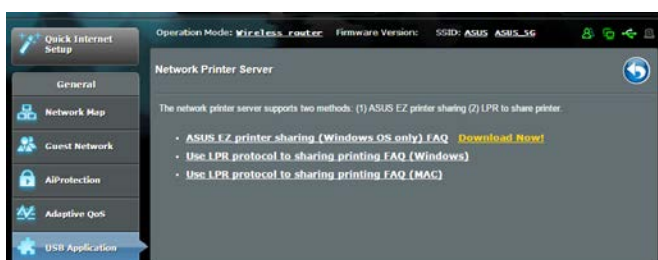 Quick Internet
Setup
Operation Mode: Wireless router Firmware Version: SSID: ASUS ASUS_5G
General
Network Printer Server
Network Map
The network printer server supports two methods: (1) ASUS EZ printer sharing (2) LPR to share printer.
Guest Network
ASUS EZ printer sharing (Windows OS only) FAQ Download Now!
Use LPR protocol to sharing printing FAQ (Windows)
AiProtection
Use LPR protocol to sharing printing FAQ (MAC)
Adaptive QoS
USB Application